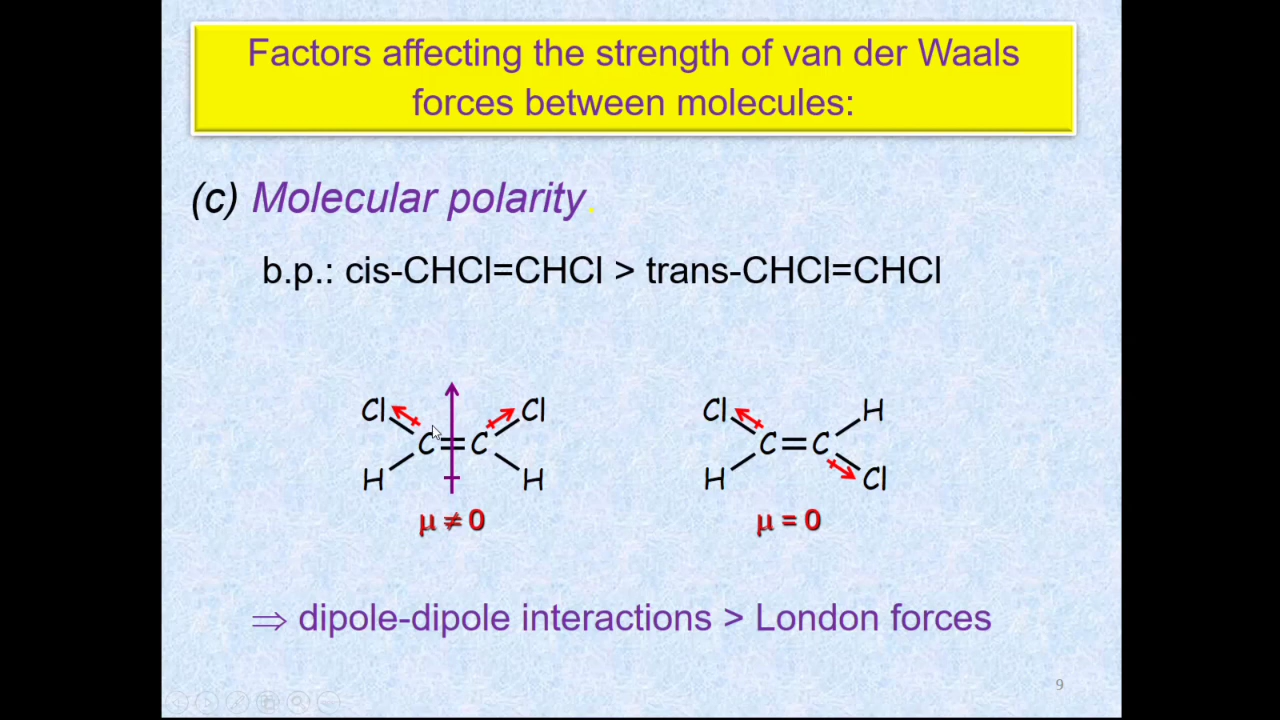 Factors affecting the strength of van der Waals
forces between molecules:
(c) Molecular polarity.
b.p.: cis-CHCl=CHCl > trans-CHCl=CHCl
Cl Cl
C=C
H H
μ ≠ 0
Cl H
C=C
H Cl
μ = 0
⇒ dipole-dipole interactions > London forces
9